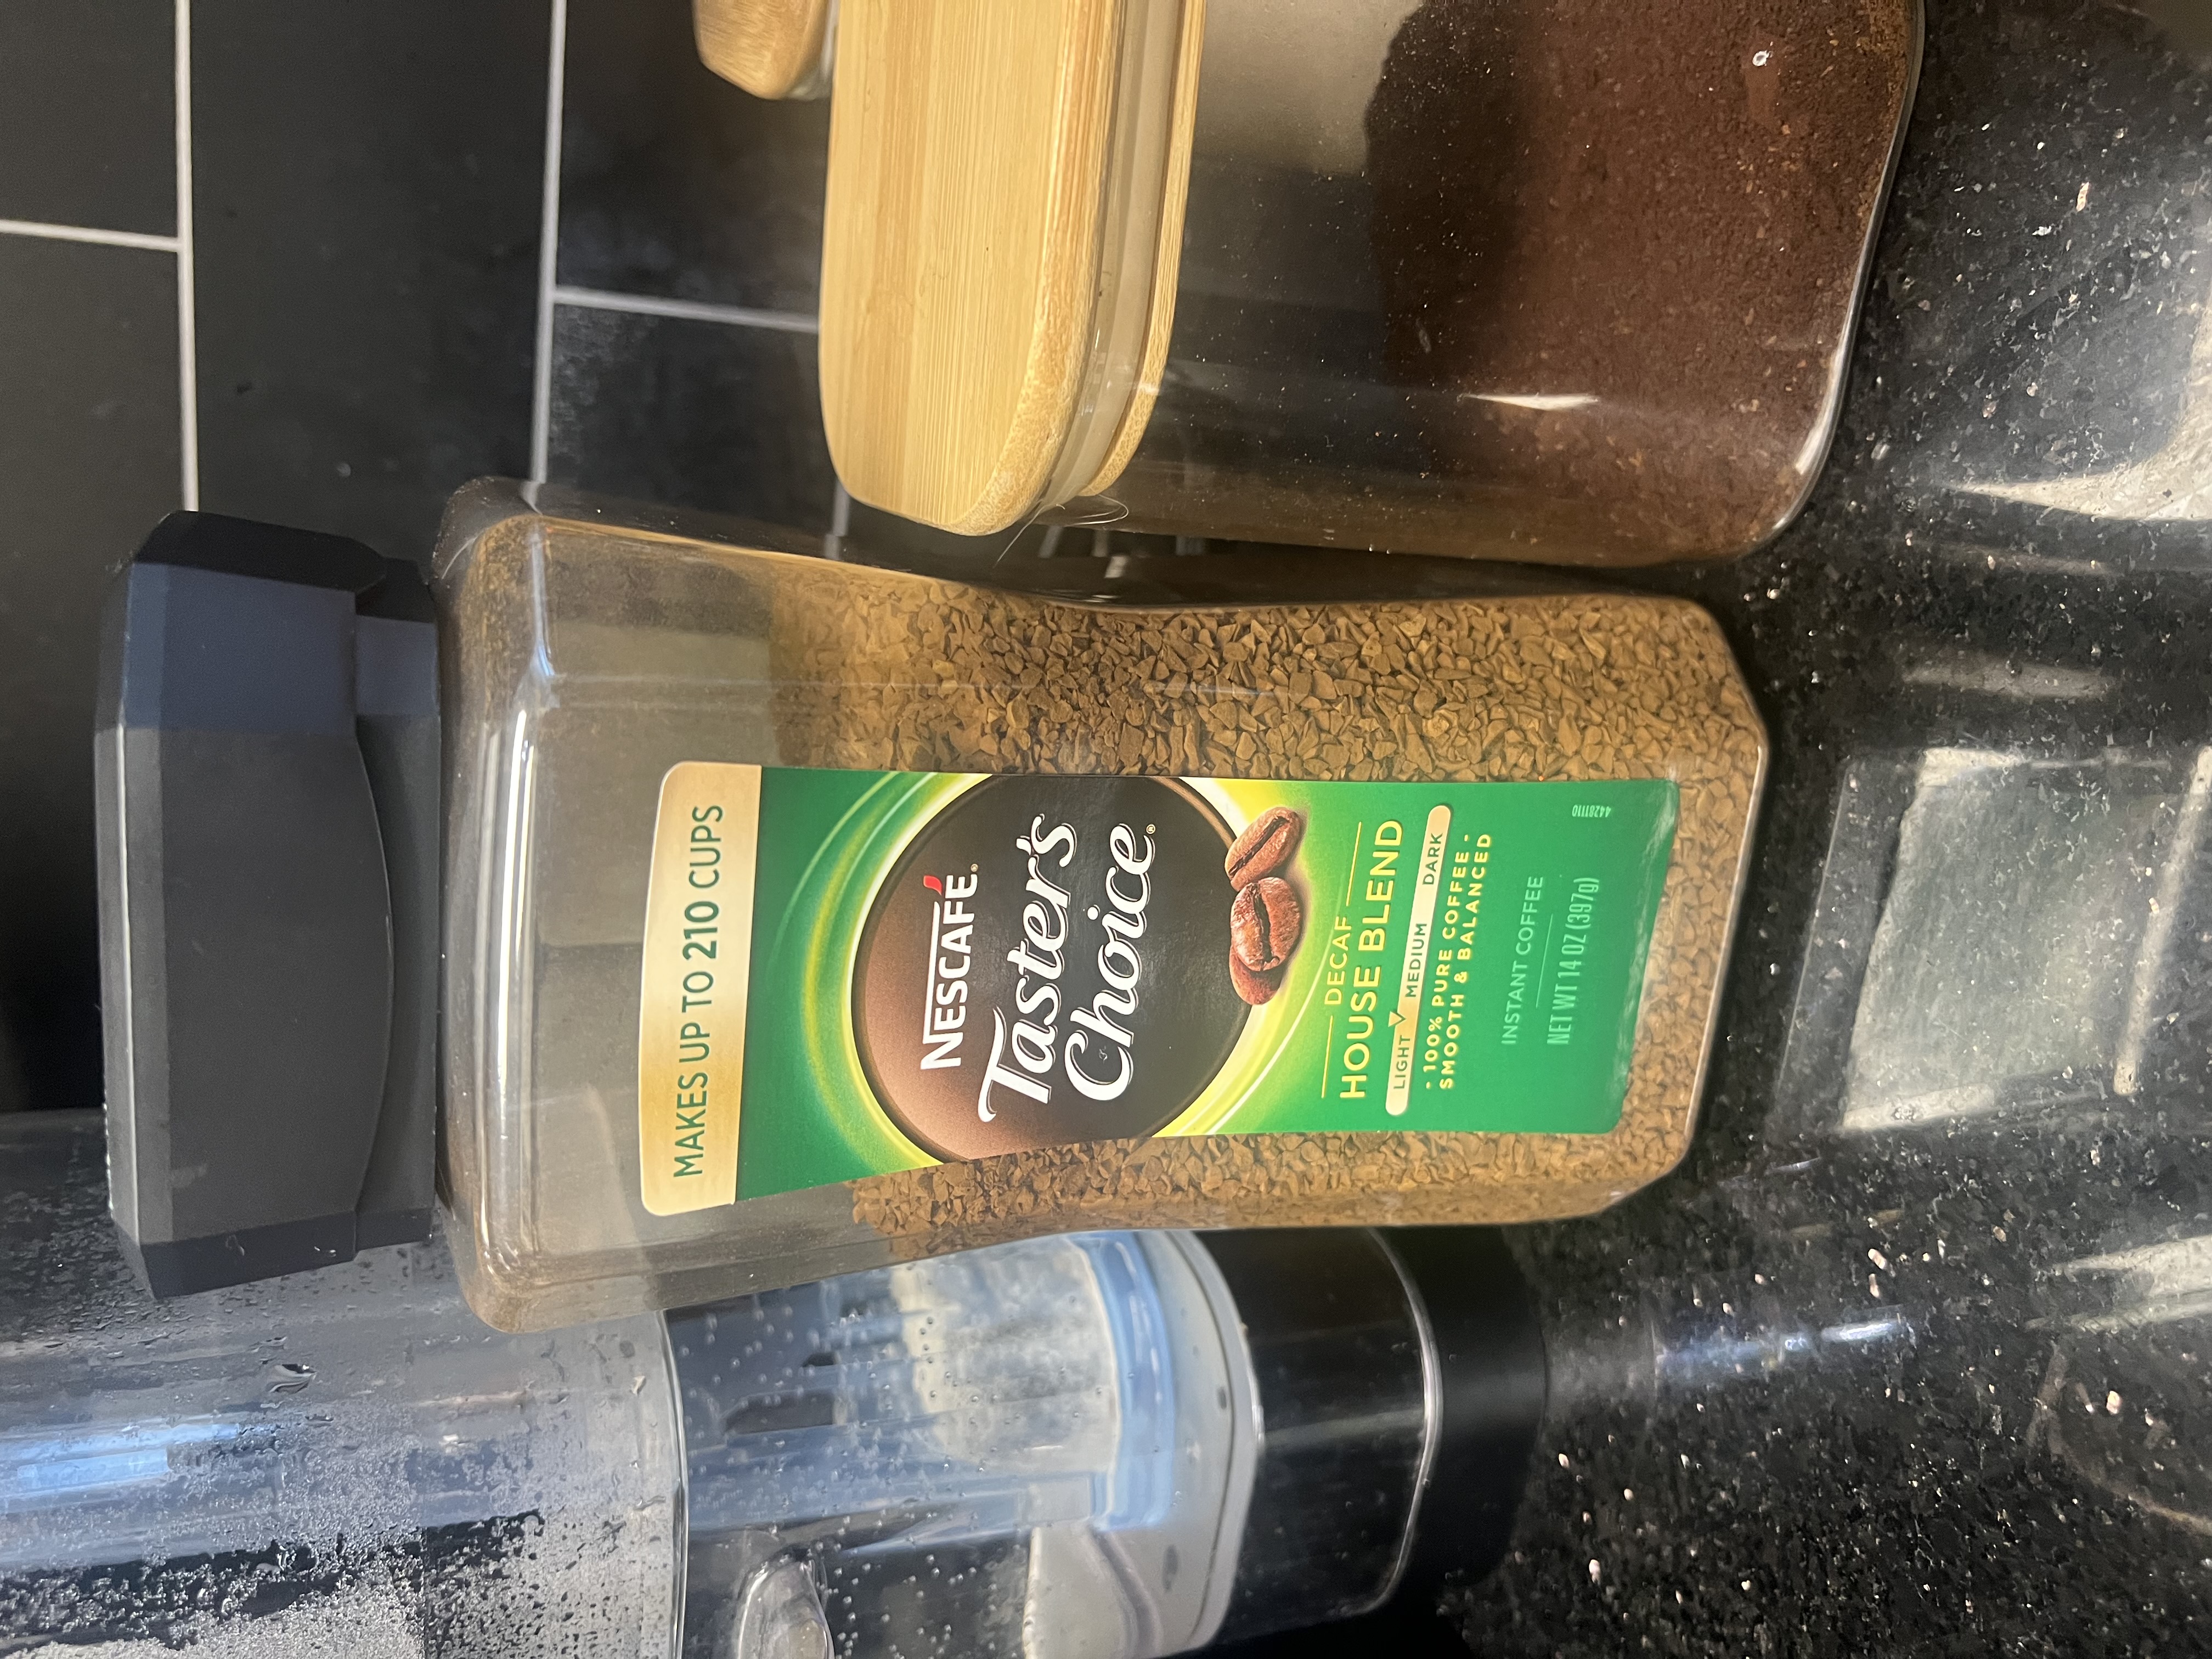 MAKES UP TO 210 CUPS
NESCAFÉ®
Taster's
Choice®
DECAF
HOUSE BLEND
LIGHT MEDIUM DARK
- 100% PURE COFFEE -
SMOOTH & BALANCED
INSTANT COFFEE
NET WT 14 OZ (397g)
44281110